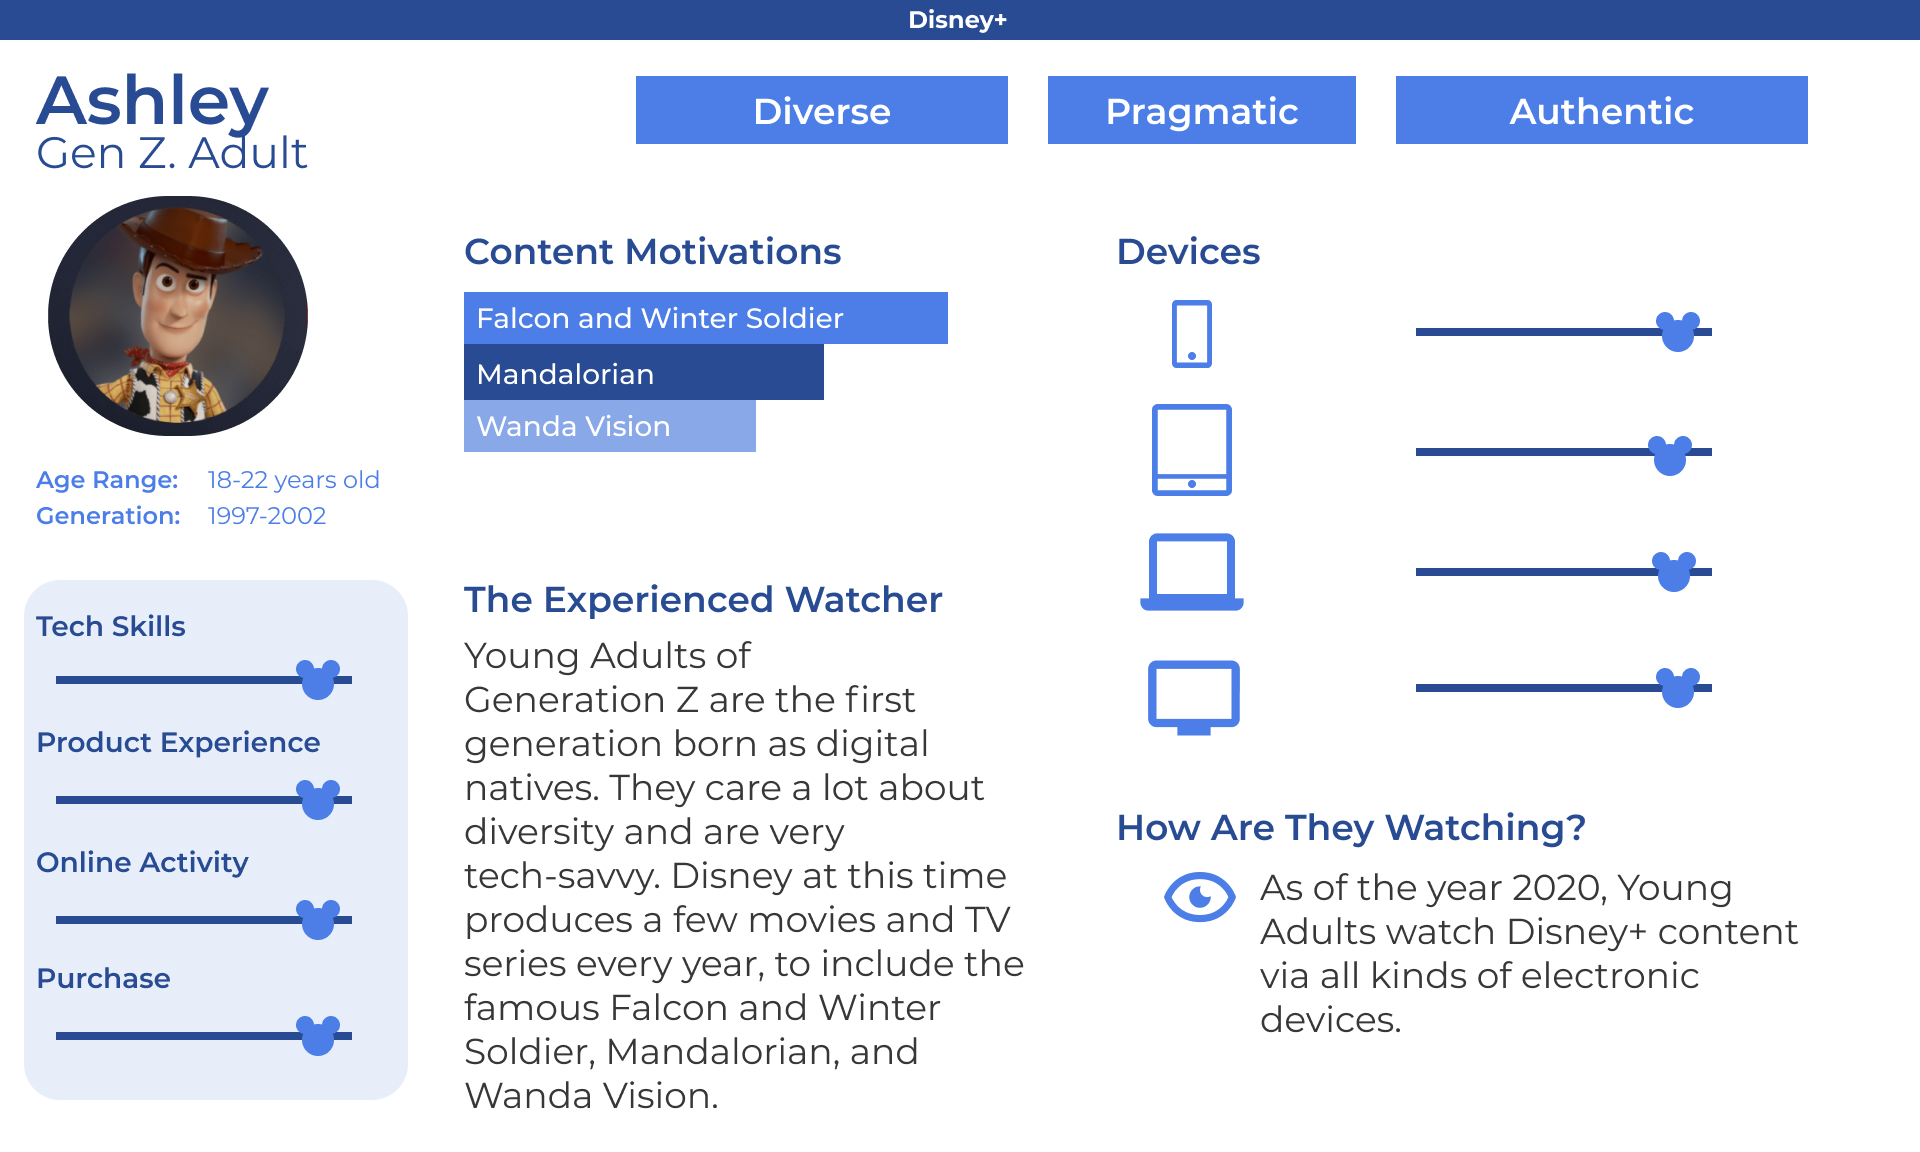 Disney+
Ashley
Gen Z. Adult
Diverse
Pragmatic
Authentic
Age Range: 18-22 years old
Generation: 1997-2002
Tech Skills
Product Experience
Online Activity
Purchase
Content Motivations
Falcon and Winter Soldier
Mandalorian
Wanda Vision
The Experienced Watcher
Young Adults of
Generation Z are the first
generation born as digital
natives. They care a lot about
diversity and are very
tech-savvy. Disney at this time
produces a few movies and TV
series every year, to include the
famous Falcon and Winter
Soldier, Mandalorian, and
Wanda Vision.
Devices
How Are They Watching?
As of the year 2020, Young
Adults watch Disney+ content
via all kinds of electronic
devices.